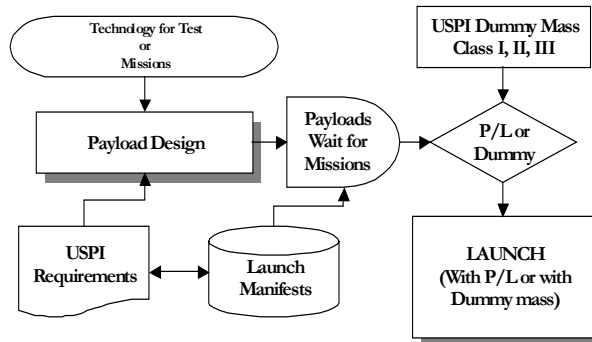 Technology for Test
or
Missions
Payload Design
USPI
Requirements
Launch
Manifests
Payloads
Wait for
Missions
USPI Dummy Mass
Class I, II, III
P/L or
Dummy
LAUNCH
(With P/L or with
Dummy mass)